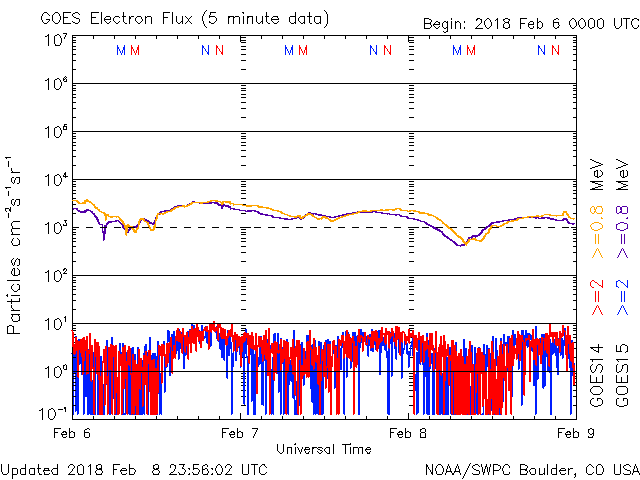 GOES Electron Flux (5 minute data)
Begin: 2018 Feb 6 0000 UTC
M M N N M M N N M M N N
10⁷
10⁶
10⁵
10⁴
10³
10²
10¹
10⁰
10⁻¹
Particles cm⁻²s⁻¹sr⁻¹
Feb 6 Feb 7 Feb 8 Feb 9
Universal Time
GOES14 >=2 >=0.8 MeV
GOES15 >=2 >=0.8 MeV
Updated 2018 Feb 8 23:56:02 UTC
NOAA/SWPC Boulder, CO USA